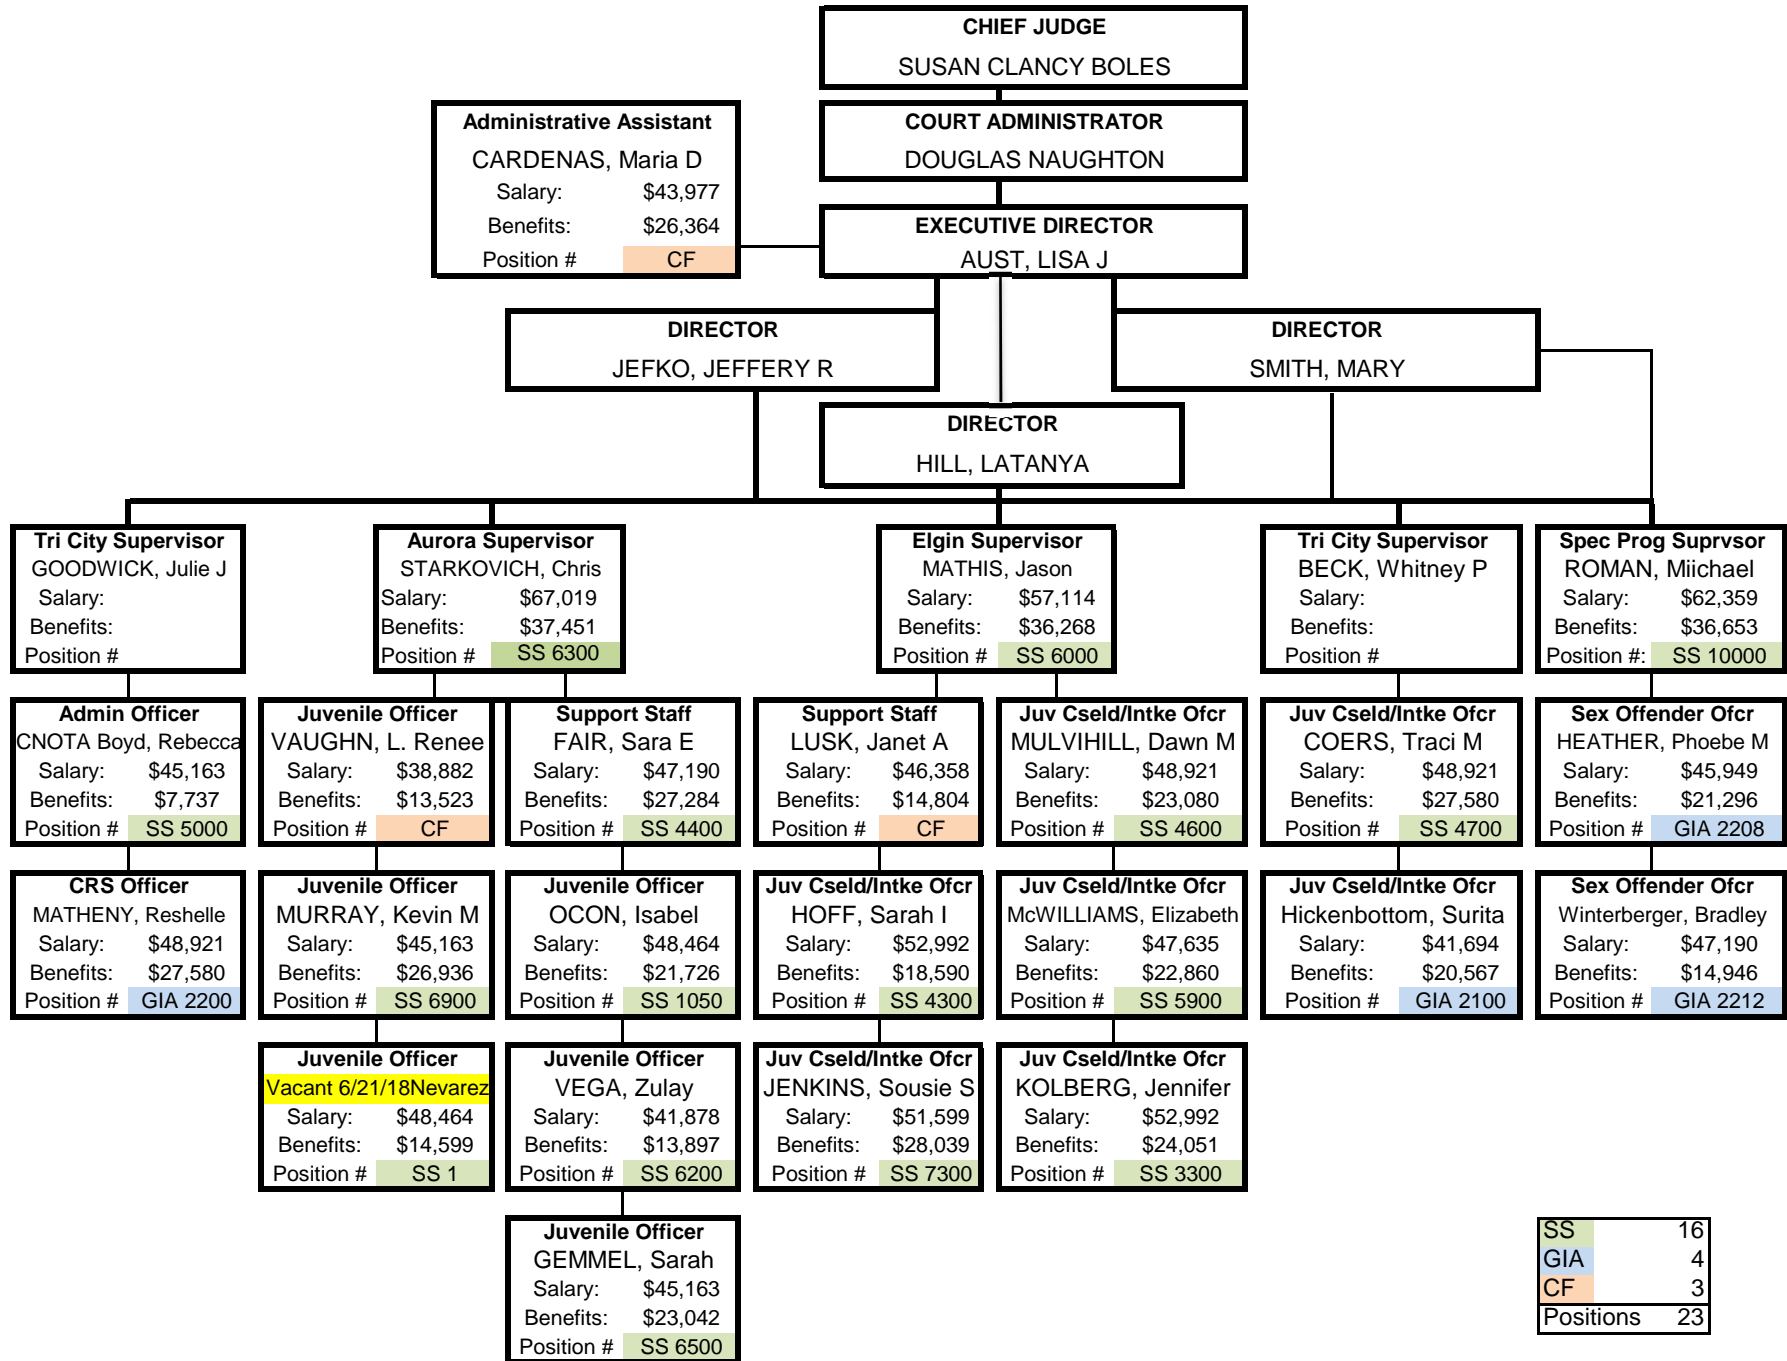 CHIEF JUDGE
SUSAN CLANCY BOLES
Administrative Assistant
CARDENAS, Maria D
Salary: $43,977
Benefits: $26,364
Position # CF
COURT ADMINISTRATOR
DOUGLAS NAUGHTON
EXECUTIVE DIRECTOR
AUST, LISA J
DIRECTOR
JEFKO, JEFFERY R
DIRECTOR
SMITH, MARY
DIRECTOR
HILL, LATANYA
Tri City Supervisor
GOODWICK, Julie J
Salary:
Benefits:
Position #
Aurora Supervisor
STARKOVICH, Chris
Salary: $67,019
Benefits: $37,451
Position # SS 6300
Elgin Supervisor
MATHIS, Jason
Salary: $57,114
Benefits: $36,268
Position # SS 6000
Tri City Supervisor
BECK, Whitney P
Salary:
Benefits:
Position #
Spec Prog Suprvsor
ROMAN, Miichael
Salary: $62,359
Benefits: $36,653
Position #: SS 10000
Admin Officer
CNOTA Boyd, Rebecca
Salary: $45,163
Benefits: $7,737
Position # SS 5000
Juvenile Officer
VAUGHN, L. Renee
Salary: $38,882
Benefits: $13,523
Position # CF
Support Staff
FAIR, Sara E
Salary: $47,190
Benefits: $27,284
Position # SS 4400
Support Staff
LUSK, Janet A
Salary: $46,358
Benefits: $14,804
Position # CF
Juv Cseld/Intke Ofcr
MULVIHILL, Dawn M
Salary: $48,921
Benefits: $23,080
Position # SS 4600
Juv Cseld/Intke Ofcr
COERS, Traci M
Salary: $48,921
Benefits: $27,580
Position # SS 4700
Sex Offender Ofcr
HEATHER, Phoebe M
Salary: $45,949
Benefits: $21,296
Position # GIA 2208
CRS Officer
MATHENY, Reshelle
Salary: $48,921
Benefits: $27,580
Position # GIA 2200
Juvenile Officer
MURRAY, Kevin M
Salary: $45,163
Benefits: $26,936
Position # SS 6900
Juvenile Officer
OCON, Isabel
Salary: $48,464
Benefits: $21,726
Position # SS 1050
Juv Cseld/Intke Ofcr
HOFF, Sarah I
Salary: $52,992
Benefits: $18,590
Position # SS 4300
Juv Cseld/Intke Ofcr
McWILLIAMS, Elizabeth
Salary: $47,635
Benefits: $22,860
Position # SS 5900
Juv Cseld/Intke Ofcr
Hickenbottom, Surita
Salary: $41,694
Benefits: $20,567
Position # GIA 2100
Sex Offender Ofcr
Winterberger, Bradley
Salary: $47,190
Benefits: $14,946
Position # GIA 2212
Juvenile Officer
Vacant 6/21/18Nevarez
Salary: $48,464
Benefits: $14,599
Position # SS 1
Juvenile Officer
VEGA, Zulay
Salary: $41,878
Benefits: $13,897
Position # SS 6200
Juv Cseld/Intke Ofcr
JENKINS, Sousie S
Salary: $51,599
Benefits: $28,039
Position # SS 7300
Juv Cseld/Intke Ofcr
KOLBERG, Jennifer
Salary: $52,992
Benefits: $24,051
Position # SS 3300
Juvenile Officer
GEMMEL, Sarah
Salary: $45,163
Benefits: $23,042
Position # SS 6500
SS 16
GIA 4
CF 3
Positions 23